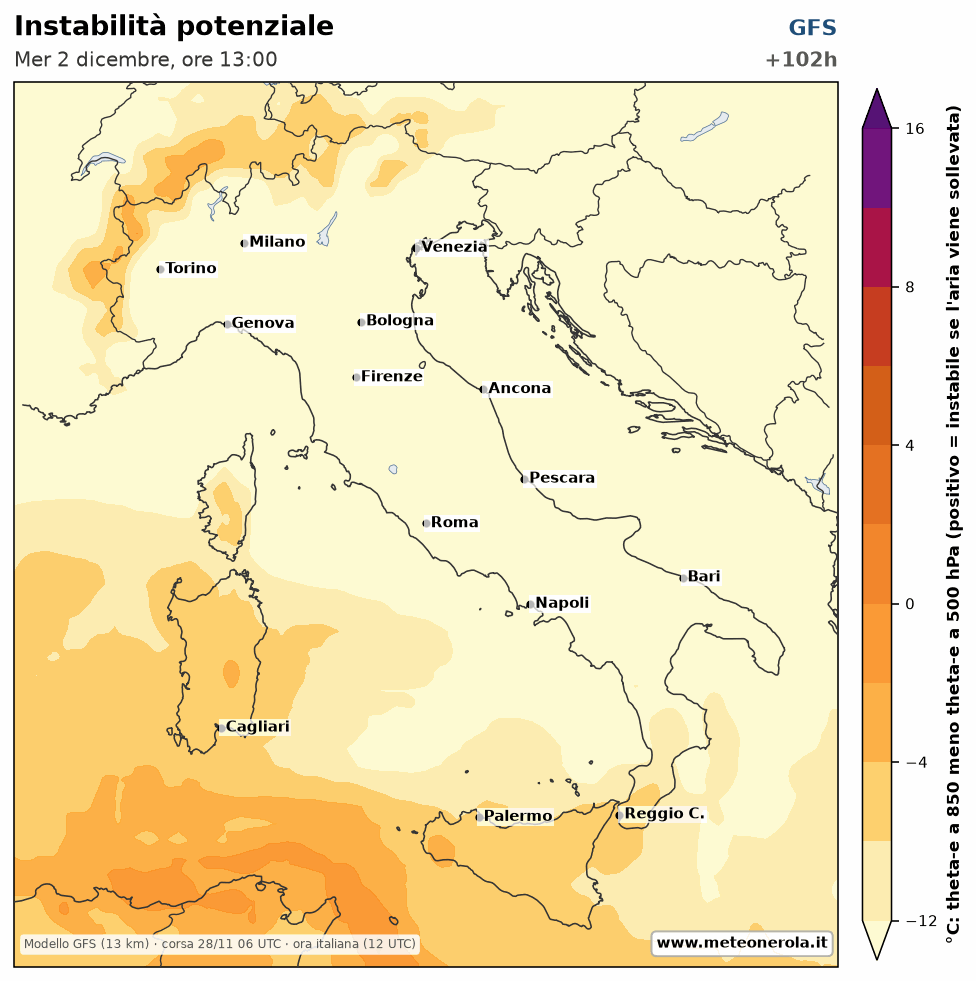 Instabilità potenziale
GFS
Mer 2 dicembre, ore 13:00
+102h
Milano
Venezia
Torino
Genova
Bologna
Firenze
Ancona
Pescara
Roma
Bari
Napoli
Cagliari
Palermo
Reggio C.
Modello GFS (13 km) · corsa 28/11 06 UTC · ora italiana (12 UTC)
www.meteonerola.it
16
8
4
0
−4
−12
°C: theta-e a 850 meno theta-e a 500 hPa (positivo = instabile se l'aria viene sollevata)